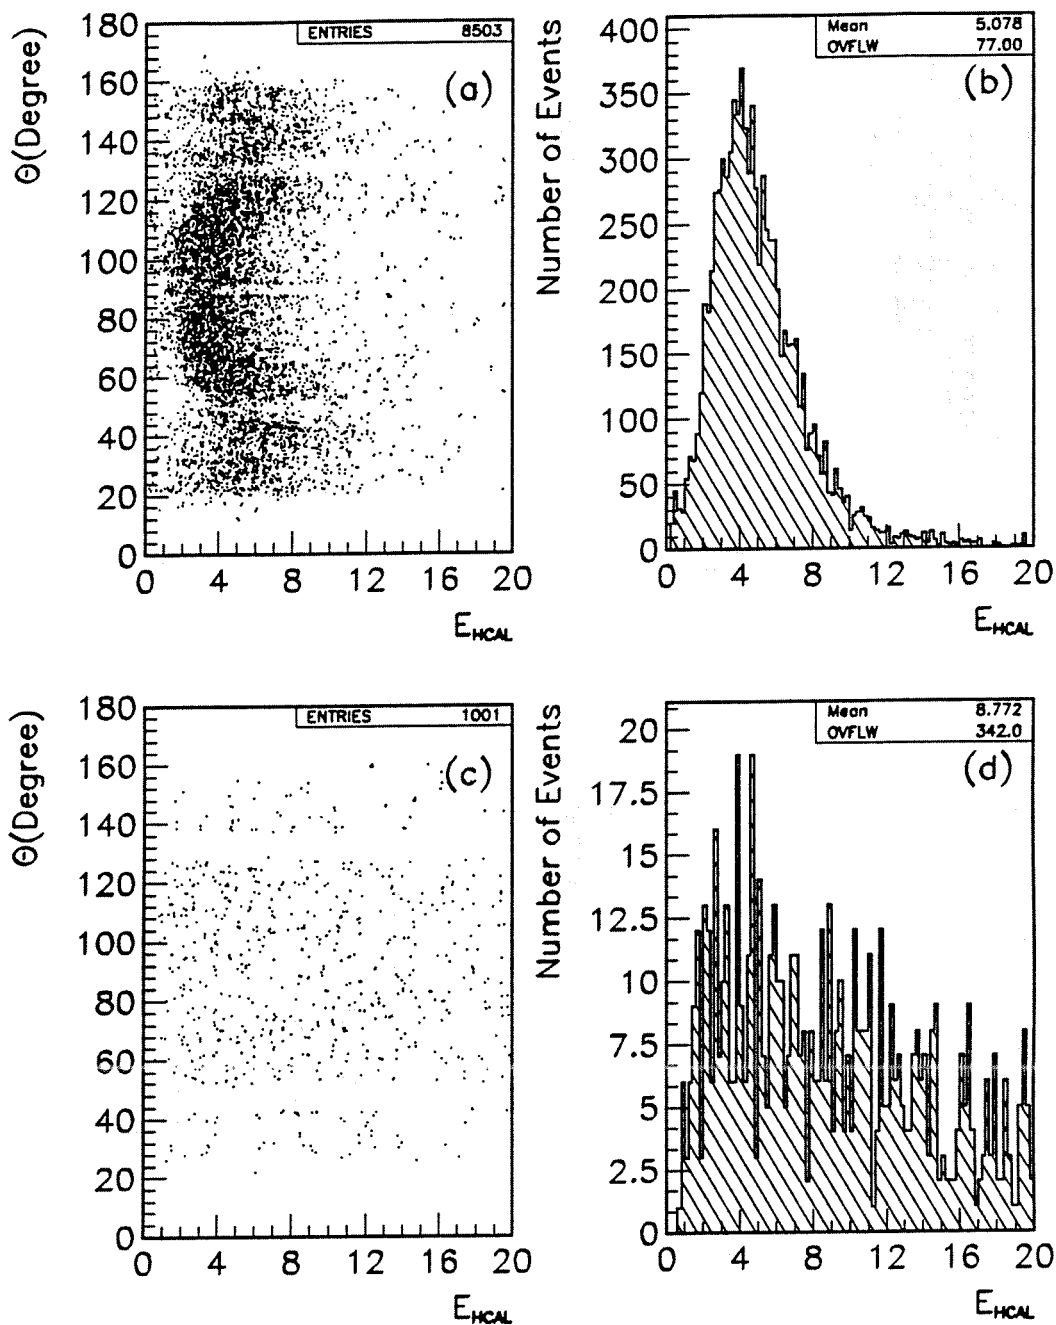 Θ(Degree)
180
160
140
120
100
80
60
40
20
0
ENTRIES 8503
(a)
0 4 8 12 16 20
E_HCAL
Number of Events
400
350
300
250
200
150
100
50
0
Mean 5.078
OVFLW 77.00
(b)
0 4 8 12 16 20
E_HCAL
Θ(Degree)
180
160
140
120
100
80
60
40
20
0
ENTRIES 1001
(c)
0 4 8 12 16 20
E_HCAL
Number of Events
20
17.5
15
12.5
10
7.5
5
2.5
0
Mean 8.772
OVFLW 342.0
(d)
0 4 8 12 16 20
E_HCAL